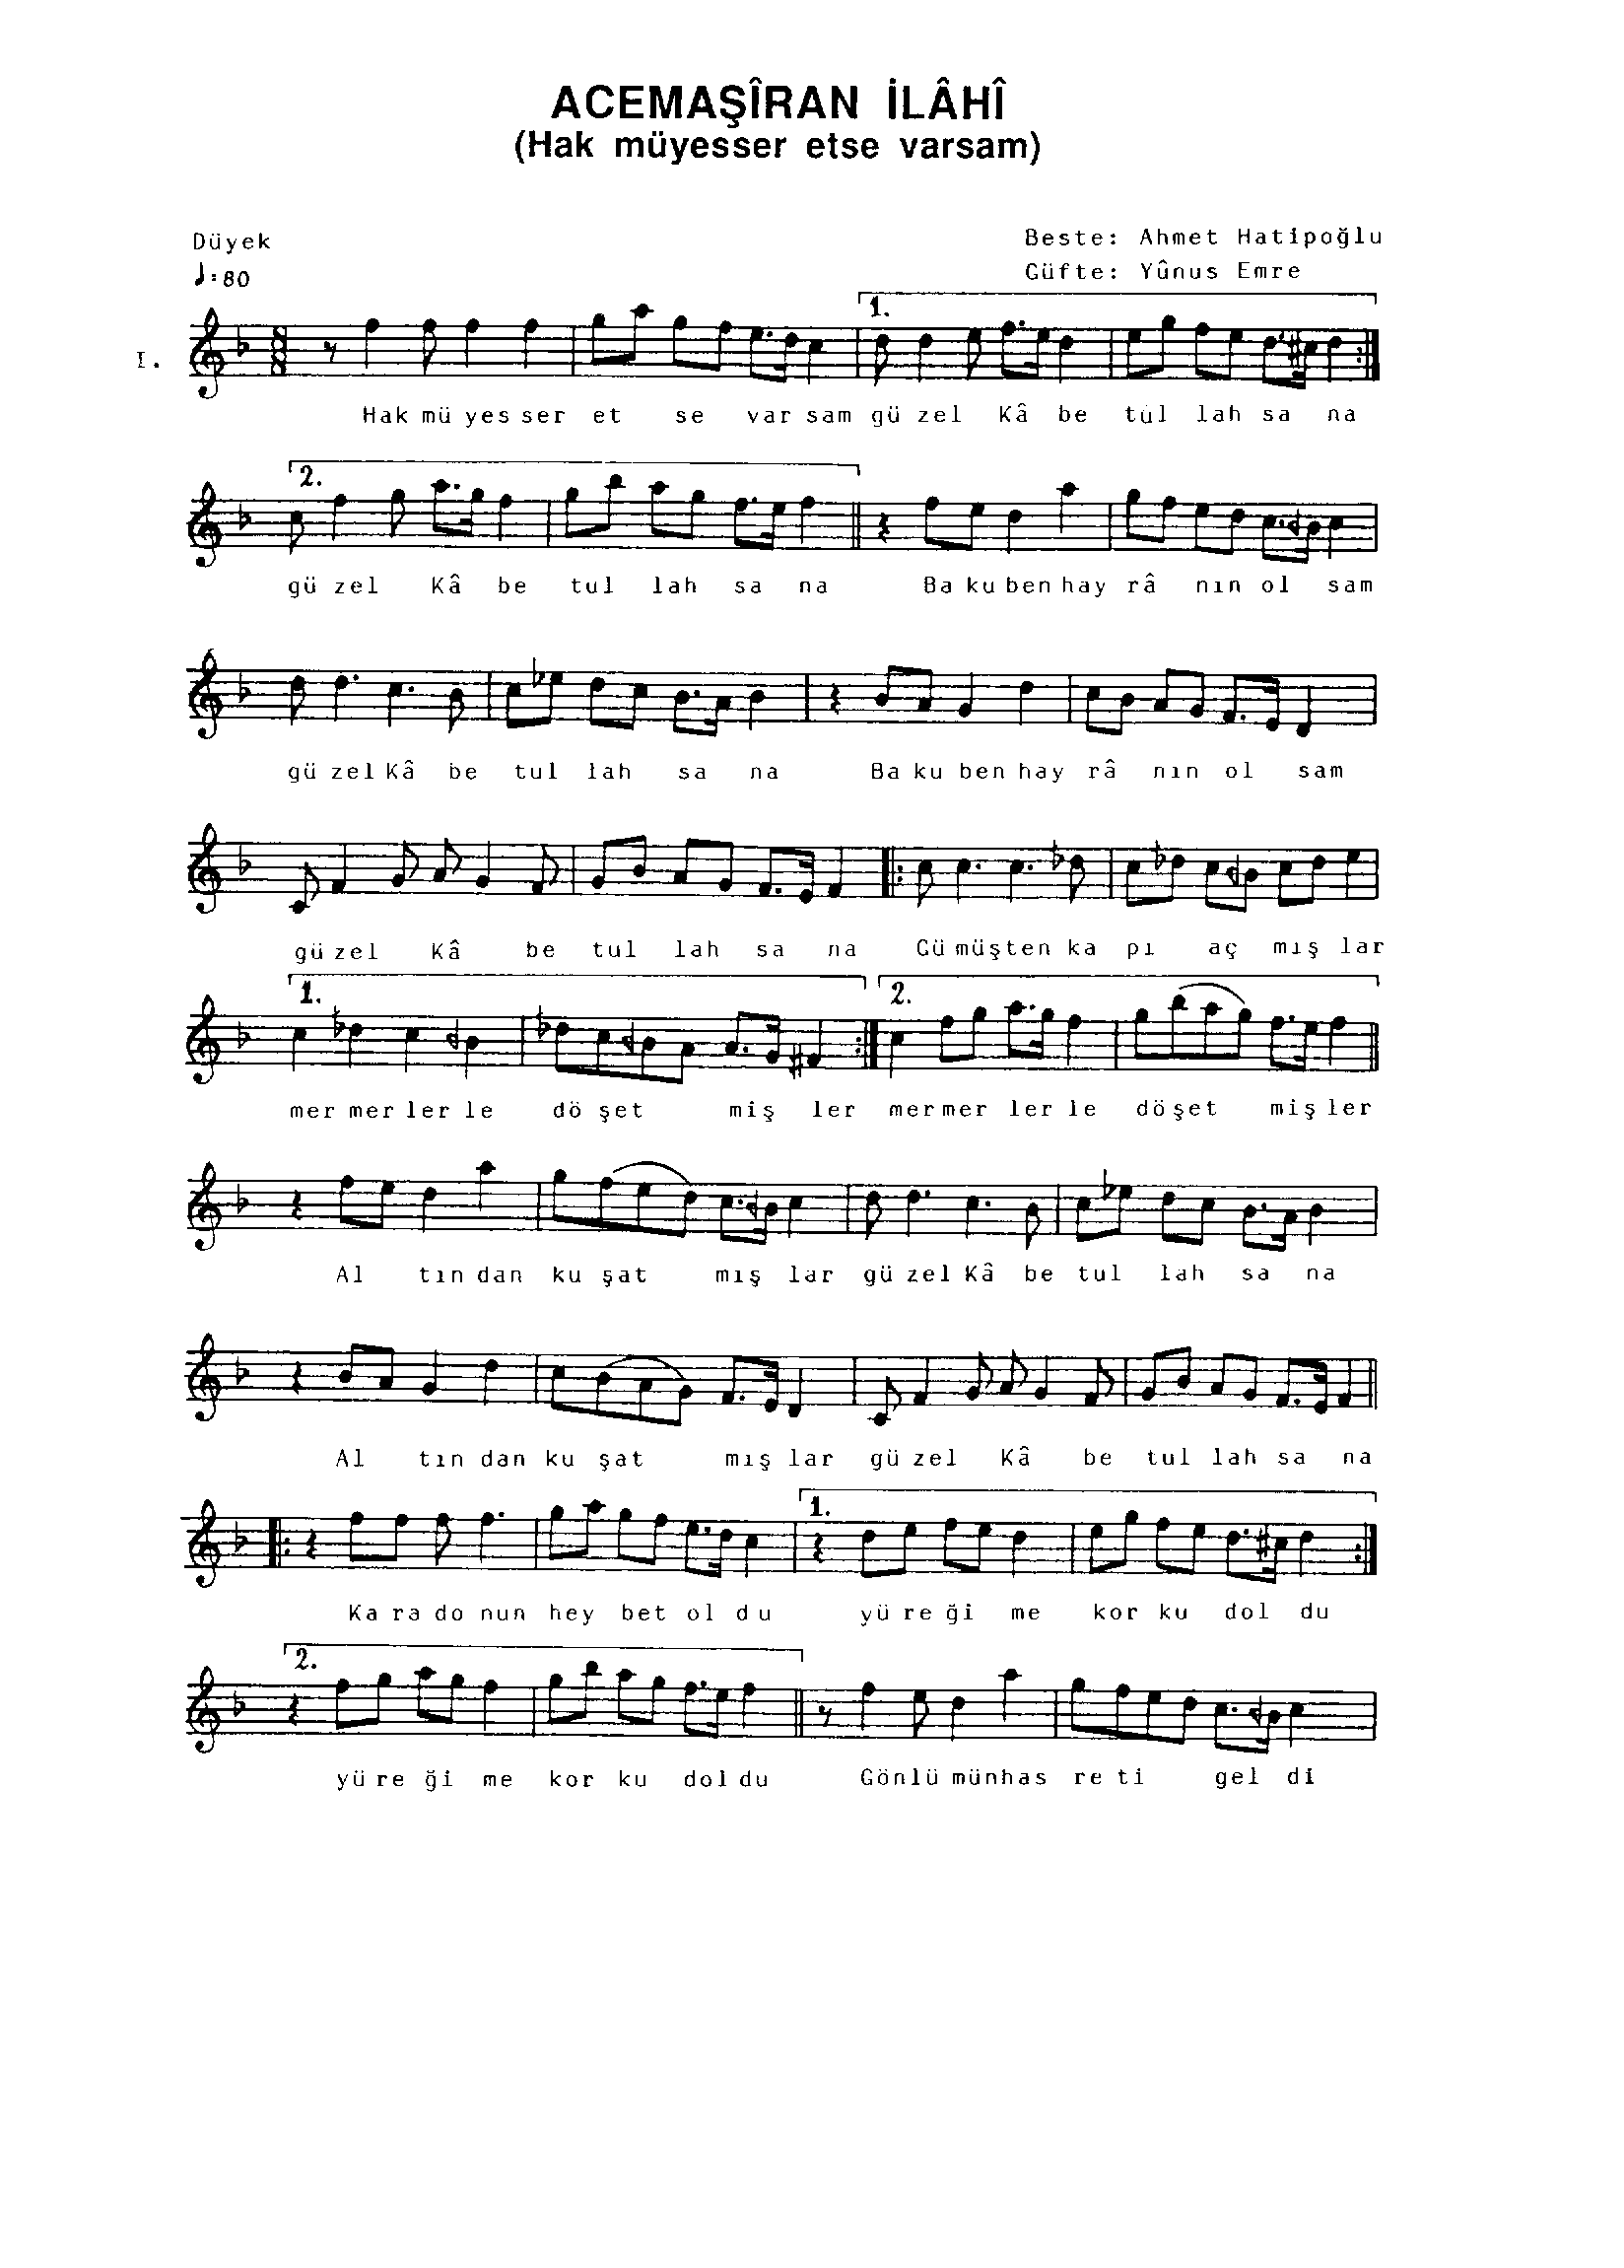 ACEMAŞÎRAN İLÂHÎ
(Hak müyesser etse varsam)
Düyek
Beste: Ahmet Hatipoğlu
♩=80
Güfte: Yûnus Emre
1.
I.
Hak mü yes ser et se var sam gü zel Kâ be tul lah sa na
2.
gü zel Kâ be tul lah sa na Ba ku ben hay râ nın ol sam
gü zel Kâ be tul lah sa na Ba ku ben hay râ nın ol sam
gü zel Kâ be tul lah sa na Gü müş ten ka pı aç mış lar
1. 2.
mer mer ler le dö şet miş ler mer mer ler le dö şet miş ler
Al tın dan ku şat mış lar gü zel Kâ be tul lah sa na
Al tın dan ku şat mış lar gü zel Kâ be tul lah sa na
1.
Ka ra do nun hey bet ol du yü re ği me kor ku dol du
2.
yü re ği me kor ku dol du Gön lü mün has re ti gel di